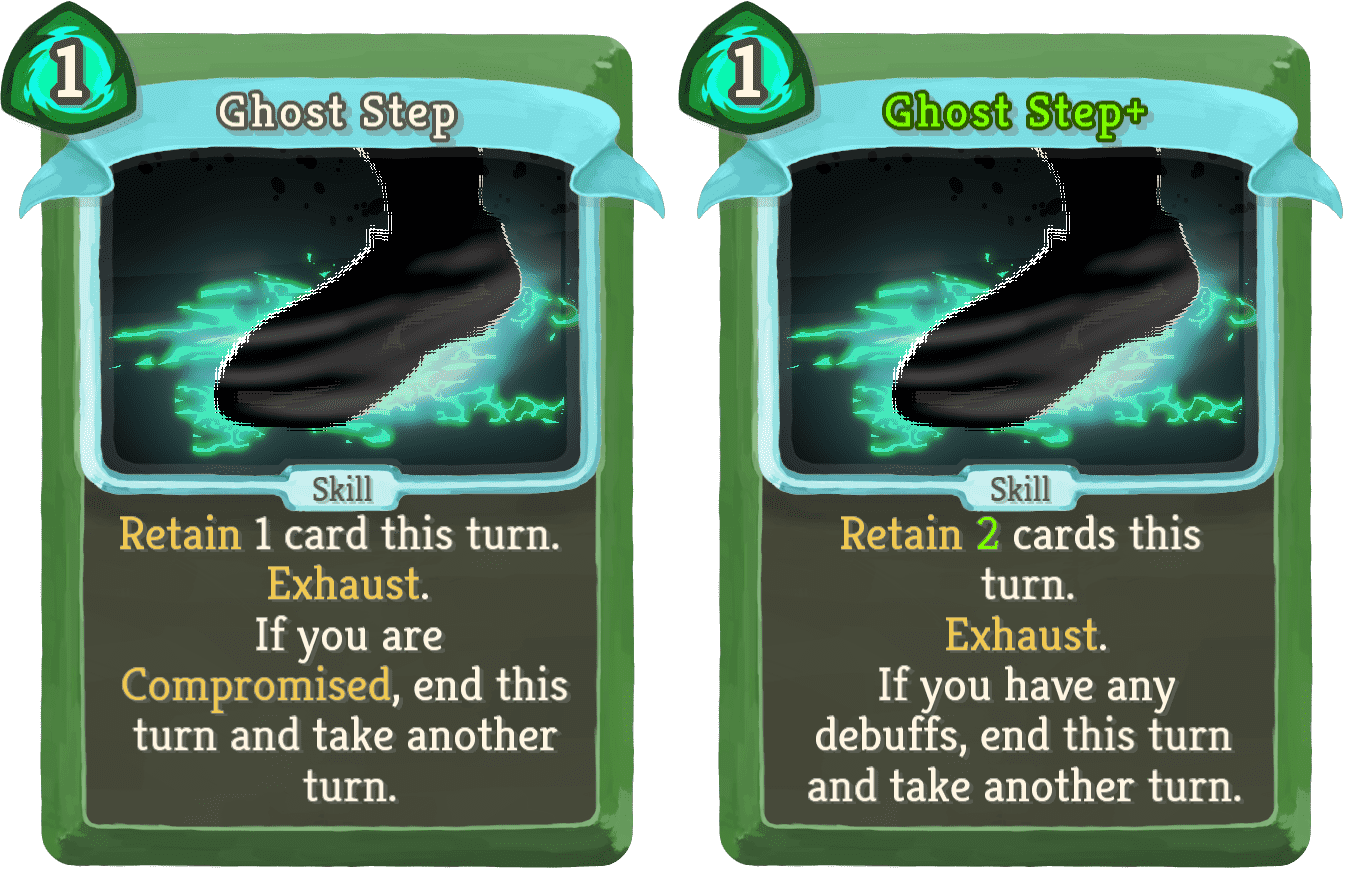 1
Ghost Step
Skill
Retain 1 card this turn.
Exhaust.
If you are
Compromised, end this
turn and take another
turn.
1
Ghost Step+
Skill
Retain 2 cards this
turn.
Exhaust.
If you have any
debuffs, end this turn
and take another turn.